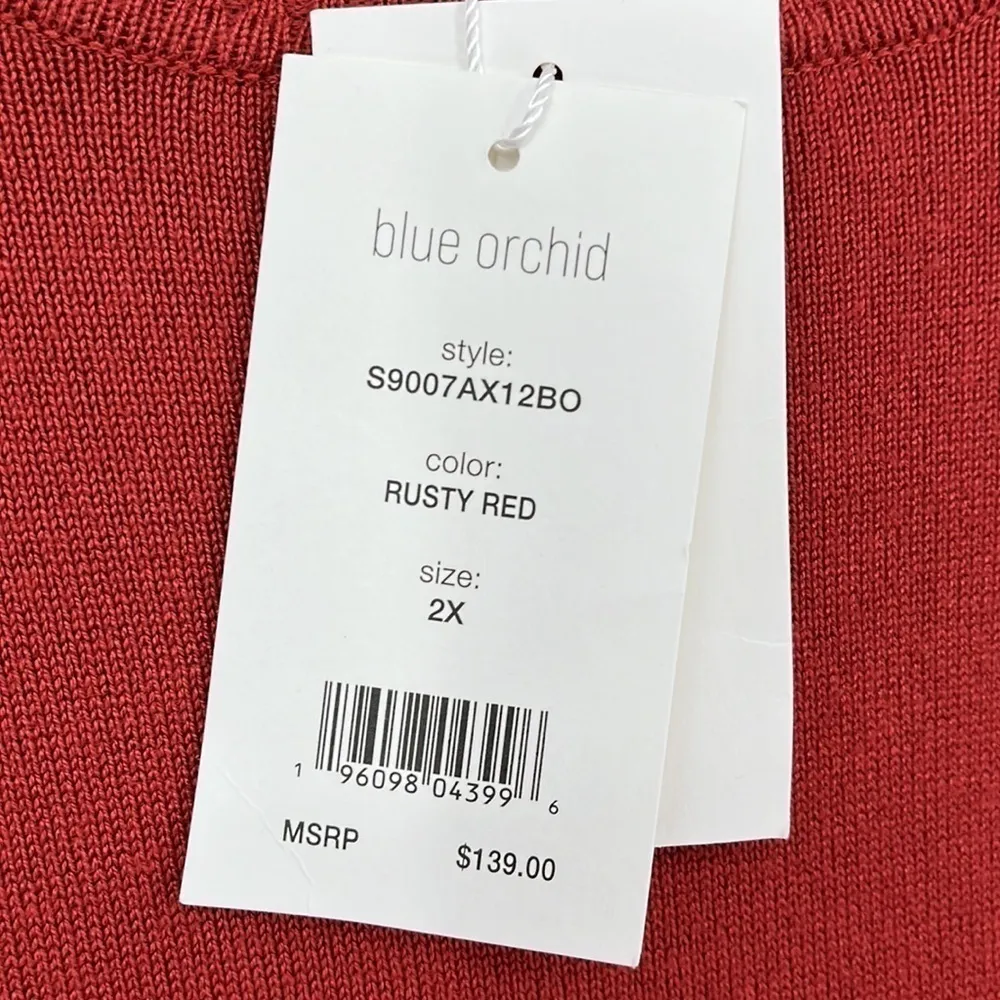 blue orchid
style:
S9007AX12BO
color:
RUSTY RED
size:
2X
1 96098 04399 6
MSRP $139.00